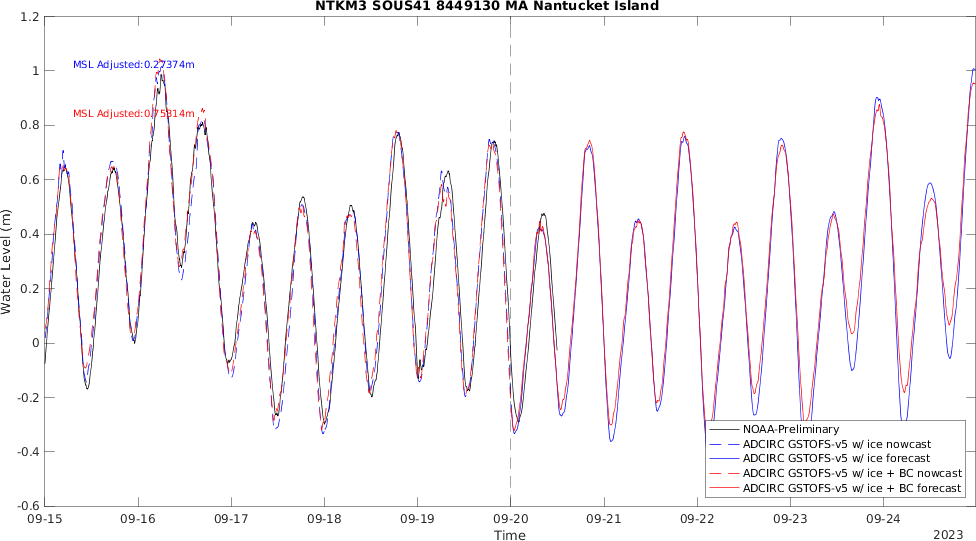 NTKM3 SOUS41 8449130 MA Nantucket Island
1.2
1
0.8
0.6
0.4
0.2
0
-0.2
-0.4
-0.6
Water Level (m)
MSL Adjusted:0.27374m
MSL Adjusted:0.75314m
NOAA-Preliminary
ADCIRC GSTOFS-v5 w/ ice nowcast
ADCIRC GSTOFS-v5 w/ ice forecast
ADCIRC GSTOFS-v5 w/ ice + BC nowcast
ADCIRC GSTOFS-v5 w/ ice + BC forecast
09-15 09-16 09-17 09-18 09-19 09-20 09-21 09-22 09-23 09-24
Time
2023